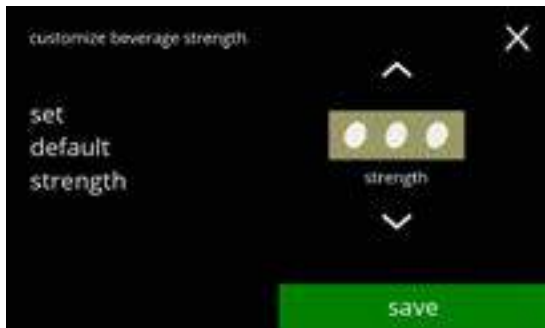 customize beverage strength
set
default
strength
strength
save